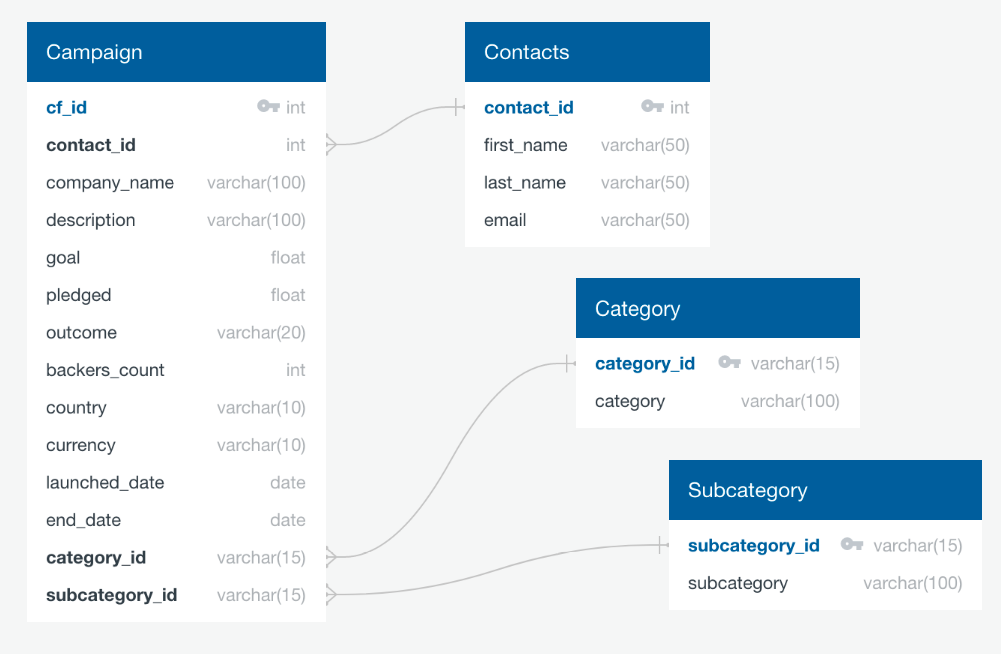 Campaign
cf_id int
contact_id int
company_name varchar(100)
description varchar(100)
goal float
pledged float
outcome varchar(20)
backers_count int
country varchar(10)
currency varchar(10)
launched_date date
end_date date
category_id varchar(15)
subcategory_id varchar(15)
Contacts
contact_id int
first_name varchar(50)
last_name varchar(50)
email varchar(50)
Category
category_id varchar(15)
category varchar(100)
Subcategory
subcategory_id varchar(15)
subcategory varchar(100)